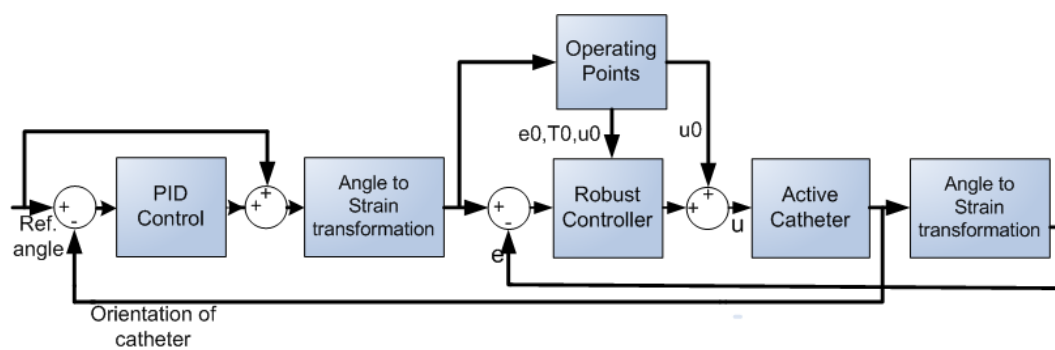 Operating
Points
e0,T0,u0
u0
+
-
Ref.
angle
PID
Control
+
+
Angle to
Strain
transformation
+
-
e
Robust
Controller
+
+
u
Active
Catheter
Angle to
Strain
transformation
Orientation of
catheter